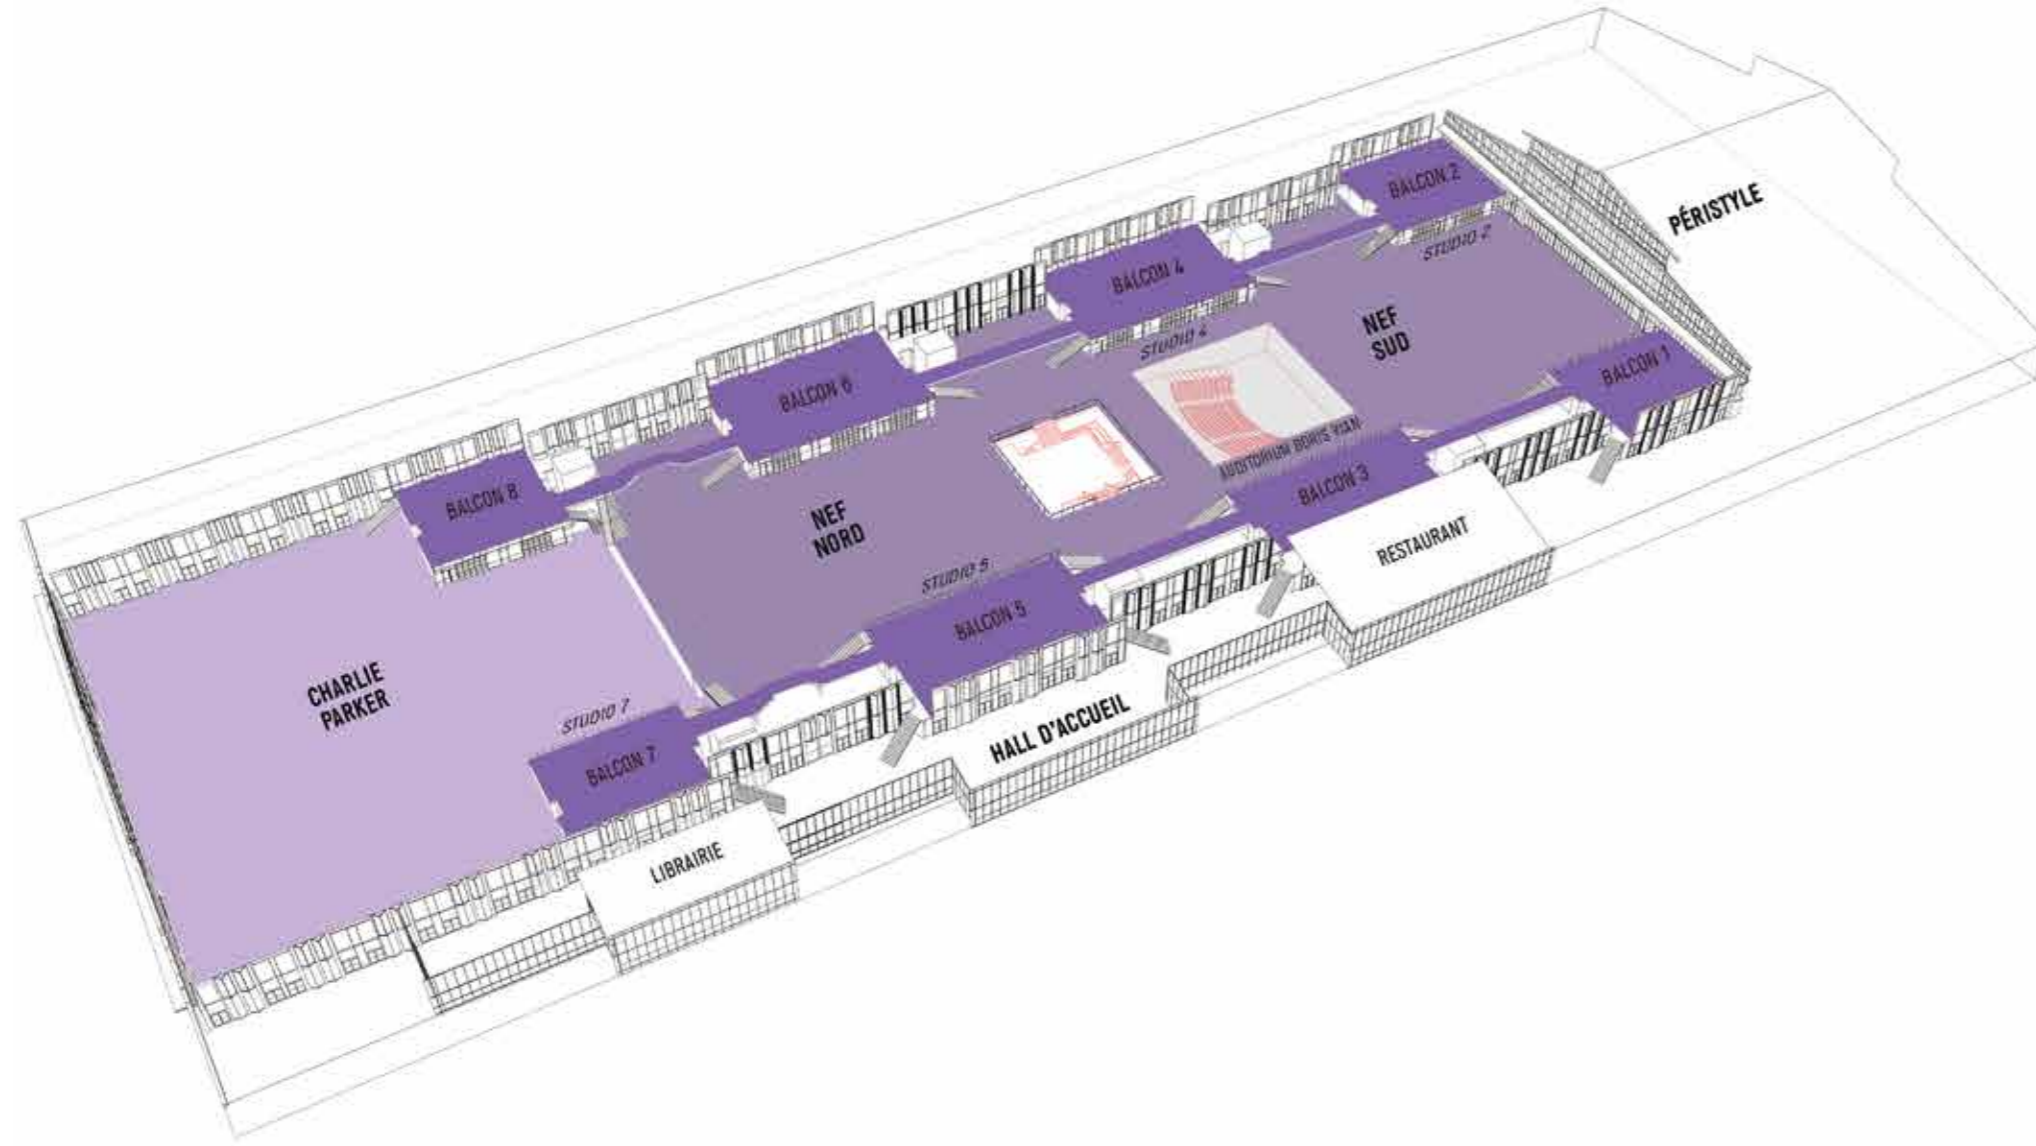 BALCON 2
PÉRISTYLE
STUDIO 2
BALCON 4
STUDIO 4
NEF
SUD
BALCON 1
BALCON 6
AUDITORIUM BORIS VIAN
BALCON 3
BALCON 8
NEF
NORD
RESTAURANT
STUDIO 5
BALCON 5
CHARLIE
PARKER
STUDIO 7
HALL D'ACCUEIL
BALCON 7
LIBRAIRIE